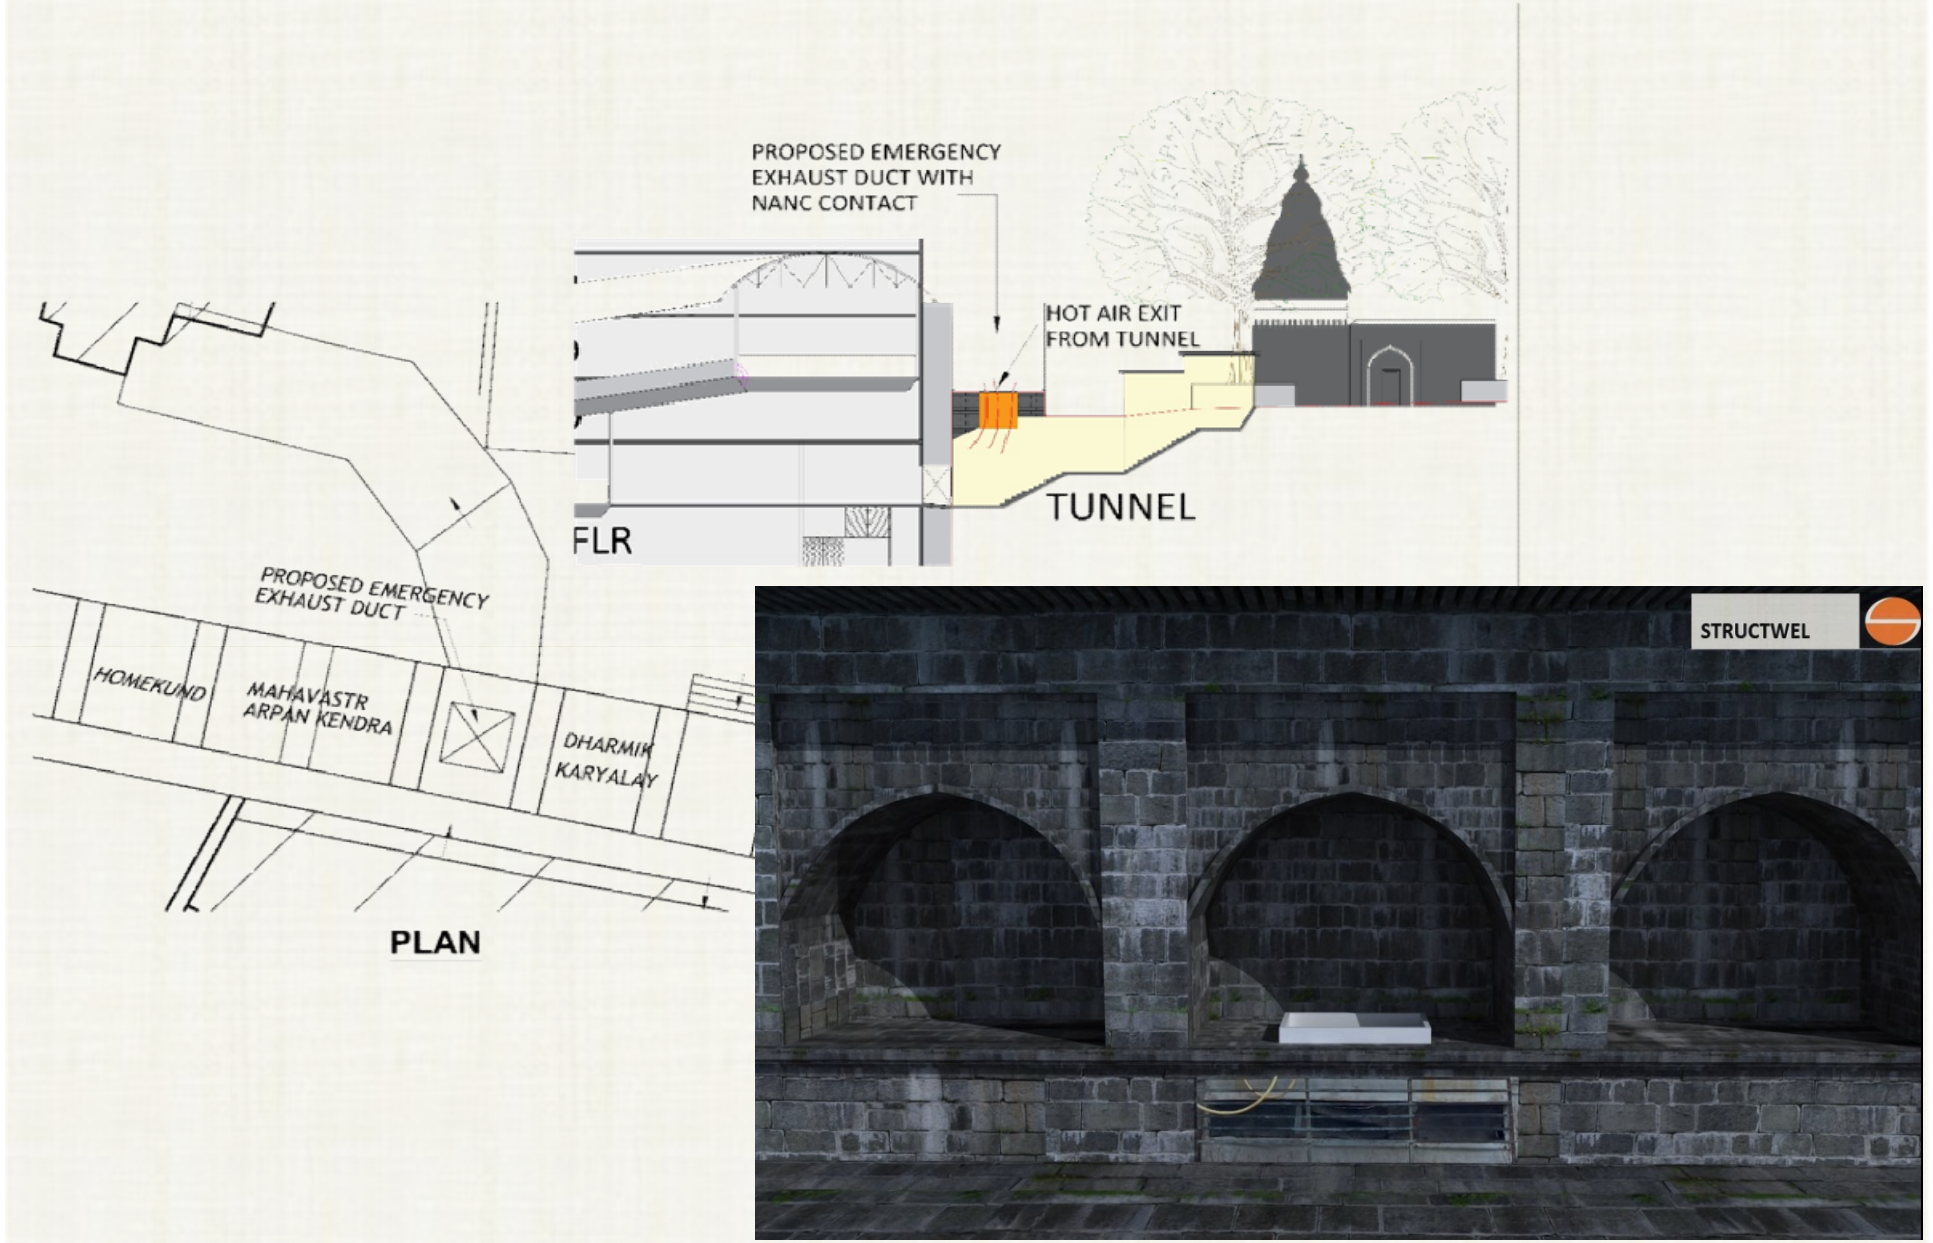 PROPOSED EMERGENCY
EXHAUST DUCT WITH
NANC CONTACT
HOT AIR EXIT
FROM TUNNEL
TUNNEL
FLR
PROPOSED EMERGENCY
EXHAUST DUCT
HOMEKUND
MAHAVASTR
ARPAN KENDRA
DHARMIK
KARYALAY
PLAN
STRUCTWEL